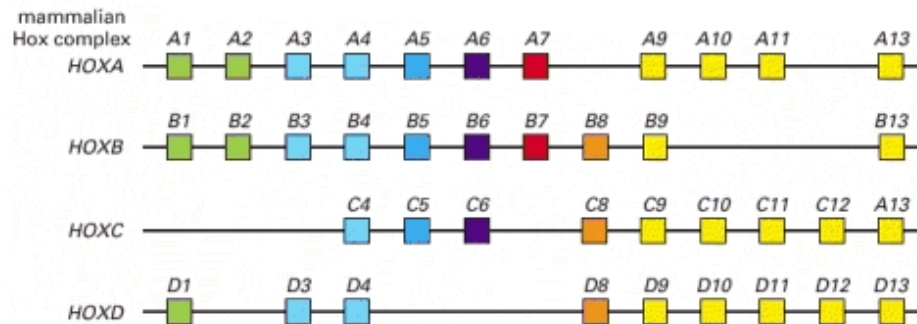 mammalian
Hox complex A1 A2 A3 A4 A5 A6 A7 A9 A10 A11 A13
HOXA
B1 B2 B3 B4 B5 B6 B7 B8 B9 B13
HOXB
C4 C5 C6 C8 C9 C10 C11 C12 A13
HOXC
D1 D3 D4 D8 D9 D10 D11 D12 D13
HOXD